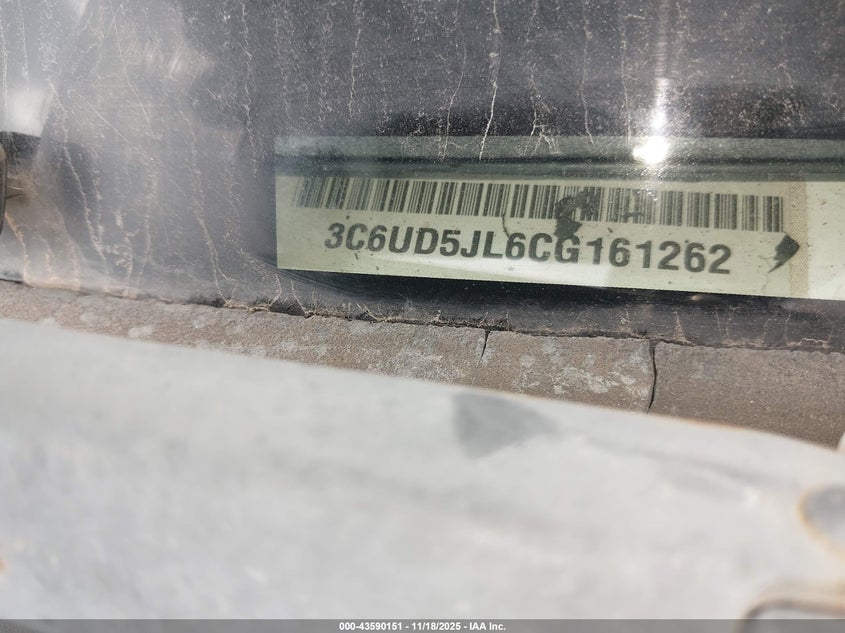 3C6UD5JL6CG161262
000-43590151 — 11/18/2025 — IAA Inc.